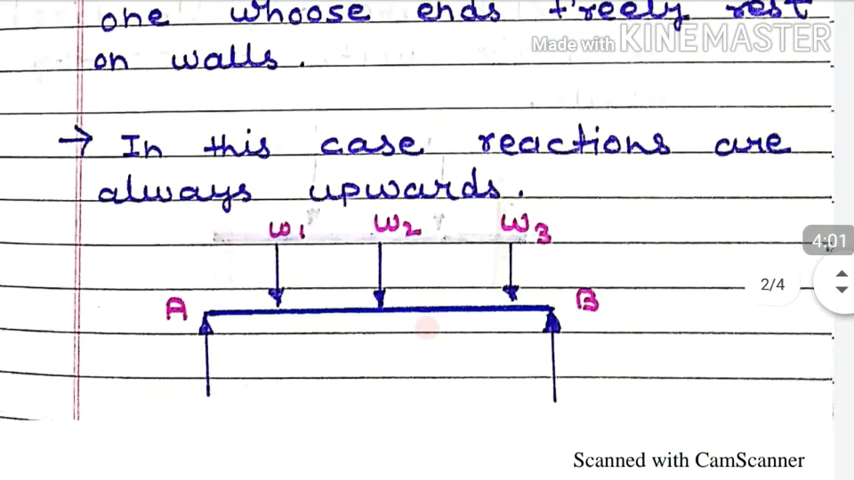 one whoose ends freely rest
Made with KINEMASTER
on walls.
→ In this case reactions are
always upwards.
W1 W2 W3
4:01
2/4
A B
Scanned with CamScanner